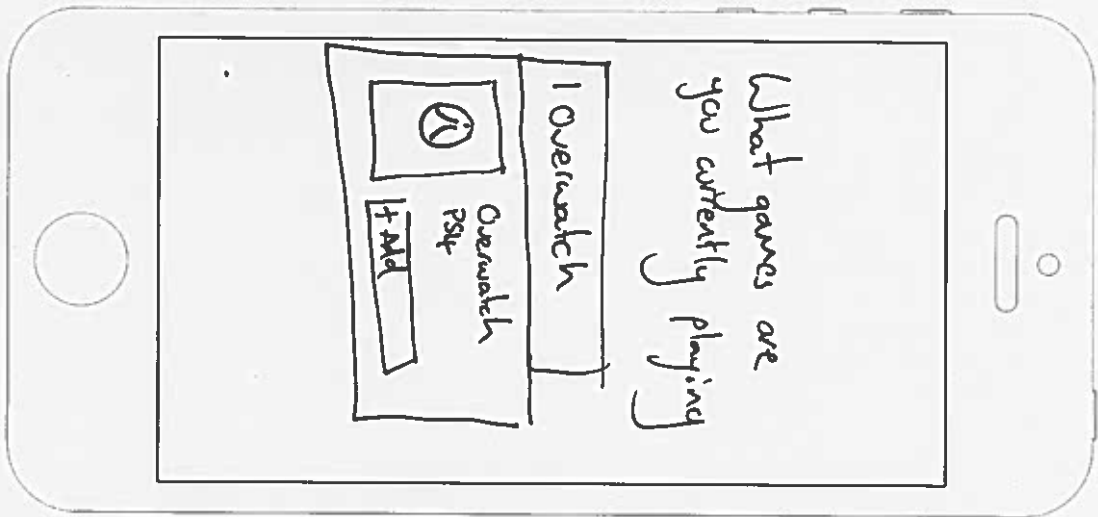 What games are
you currently playing
| Overwatch
Overwatch
PS4
+ Add